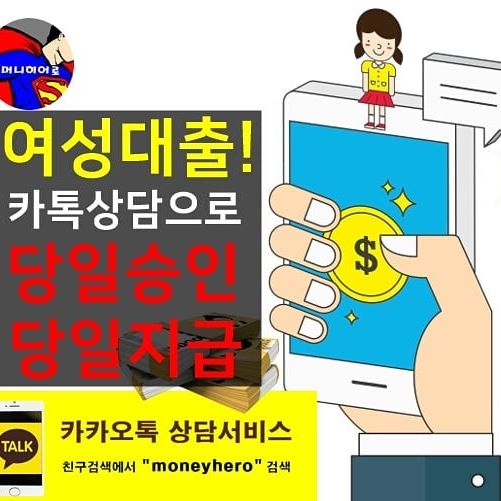 머니히어로
여성대출!
카톡상담으로
당일승인
당일지급
$
TALK
카카오톡 상담서비스
친구검색에서 "moneyhero" 검색